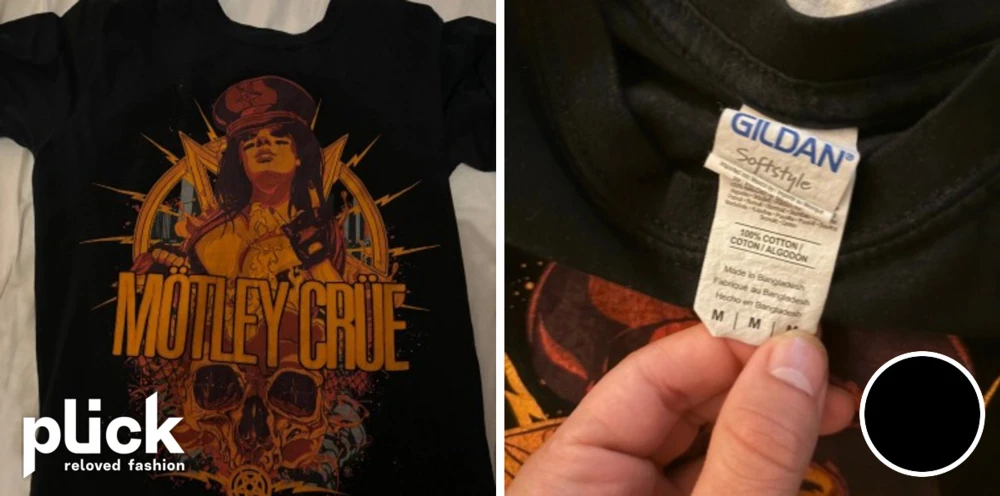 MÖTLEY CRÜE
plick
reloved fashion
GILDAN®
Softstyle
100% COTTON /
COTON / ALGODÓN
Made in Bangladesh
Fabriqué au Bangladesh
Hecho en Bangladesh
M | M | M